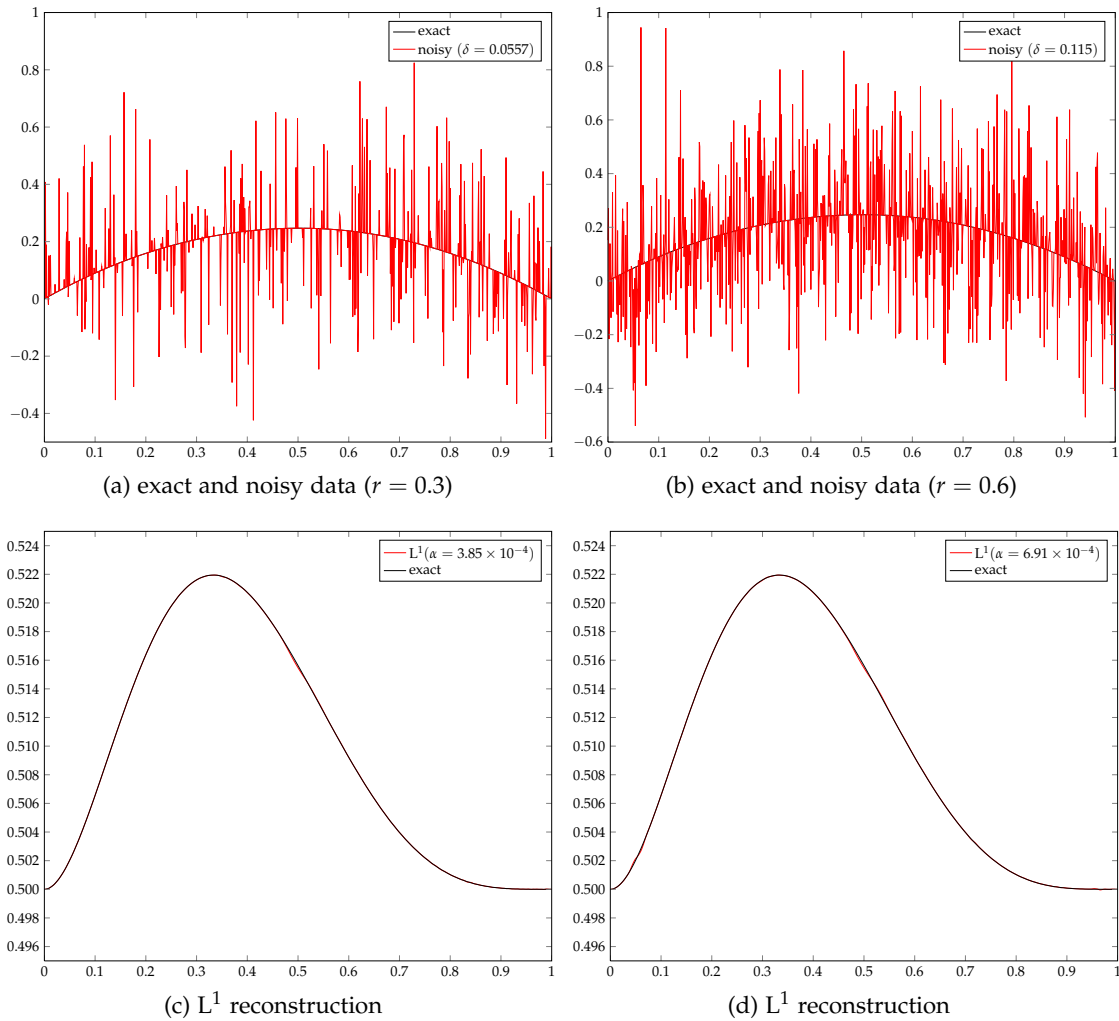 1
0.8
0.6
0.4
0.2
0
−0.2
−0.4
0 0.1 0.2 0.3 0.4 0.5 0.6 0.7 0.8 0.9 1
exact
noisy (δ = 0.0557)
(a) exact and noisy data (r = 0.3)
1
0.8
0.6
0.4
0.2
0
−0.2
−0.4
−0.6
0 0.1 0.2 0.3 0.4 0.5 0.6 0.7 0.8 0.9 1
exact
noisy (δ = 0.115)
(b) exact and noisy data (r = 0.6)
0.524
0.522
0.520
0.518
0.516
0.514
0.512
0.510
0.508
0.506
0.504
0.502
0.500
0.498
0.496
0 0.1 0.2 0.3 0.4 0.5 0.6 0.7 0.8 0.9 1
L¹(α = 3.85 × 10⁻⁴)
exact
(c) L¹ reconstruction
0.524
0.522
0.520
0.518
0.516
0.514
0.512
0.510
0.508
0.506
0.504
0.502
0.500
0.498
0.496
0 0.1 0.2 0.3 0.4 0.5 0.6 0.7 0.8 0.9 1
L¹(α = 6.91 × 10⁻⁴)
exact
(d) L¹ reconstruction